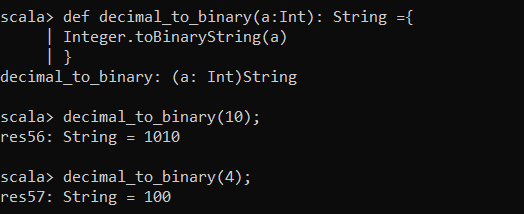 scala> def decimal_to_binary(a:Int): String ={
     | Integer.toBinaryString(a)
     | }
decimal_to_binary: (a: Int)String
scala> decimal_to_binary(10);
res56: String = 1010
scala> decimal_to_binary(4);
res57: String = 100